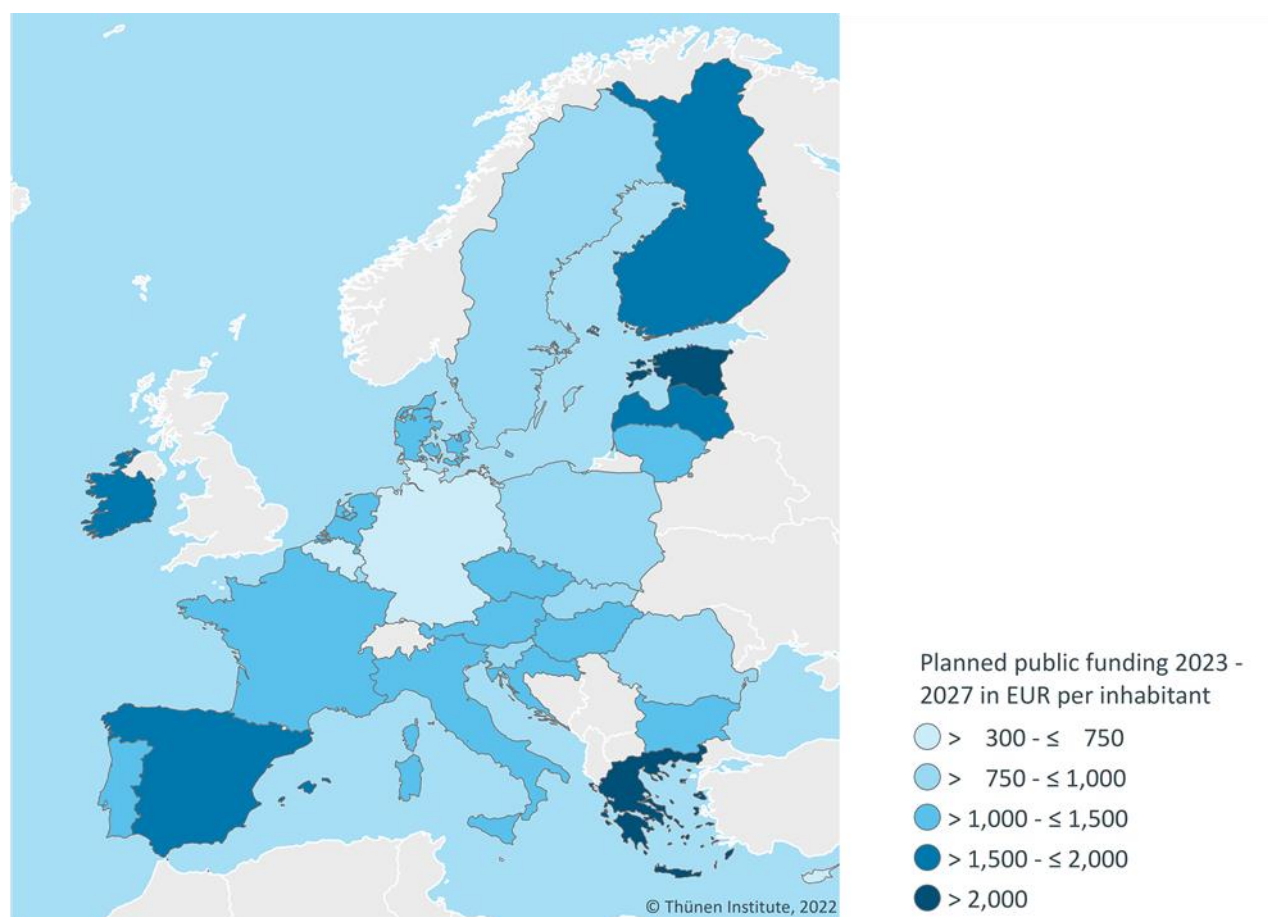 Planned public funding 2023 -
2027 in EUR per inhabitant
> 300 - ≤ 750
> 750 - ≤ 1,000
> 1,000 - ≤ 1,500
> 1,500 - ≤ 2,000
> 2,000
© Thünen Institute, 2022